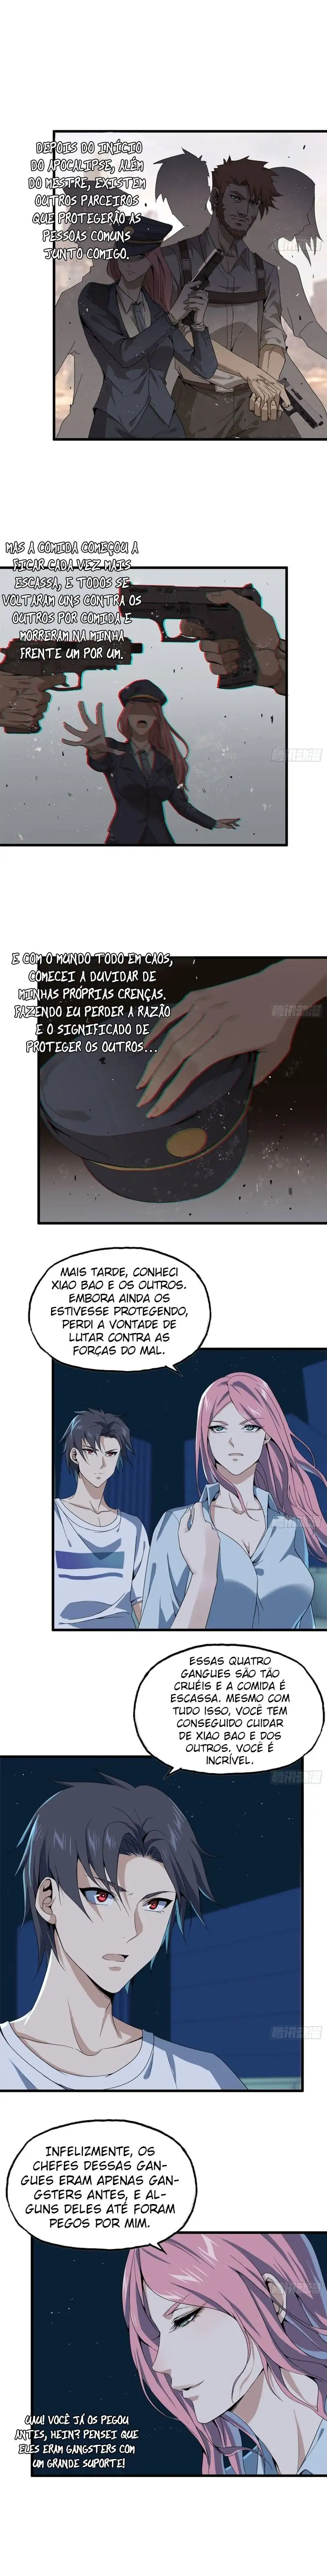 DEPOIS DO INÍCIO
DO APOCALIPSE, ALÉM
DO MESTRE, EXISTEM
OUTROS PARCEIROS
QUE PROTEGERÃO AS
PESSOAS COMUNS
JUNTO COMIGO.
MAS A COMIDA COMEÇOU A
FICAR CADA VEZ MAIS
ESCASSA, E TODOS SE
VOLTARAM UNS CONTRA OS
OUTROS POR COMIDA E
MORRERAM NA MINHA
FRENTE UM POR UM.
E COM O MUNDO TODO EM CAOS,
COMECEI A DUVIDAR DE
MINHAS PRÓPRIAS CRENÇAS.
FAZENDO EU PERDER A RAZÃO
E O SIGNIFICADO DE
PROTEGER OS OUTROS...
MAIS TARDE, CONHECI
XIAO BAO E OS OUTROS.
EMBORA AINDA OS
ESTIVESSE PROTEGENDO,
PERDI A VONTADE DE
LUTAR CONTRA AS
FORÇAS DO MAL.
ESSAS QUATRO
GANGUES SÃO TÃO
CRUÉIS E A COMIDA É
ESCASSA. MESMO COM
TUDO ISSO, VOCÊ TEM
CONSEGUIDO CUIDAR
DE XIAO BAO E DOS
OUTROS, VOCÊ É
INCRÍVEL.
INFELIZMENTE, OS
CHEFES DESSAS GAN-
GUES ERAM APENAS GAN-
GSTERS ANTES, E AL-
GUNS DELES ATÉ FORAM
PEGOS POR MIM.
UAU! VOCÊ JÁ OS PEGOU
ANTES, HEIN? PENSEI QUE
ELES ERAM GANGSTERS COM
UM GRANDE SUPORTE!